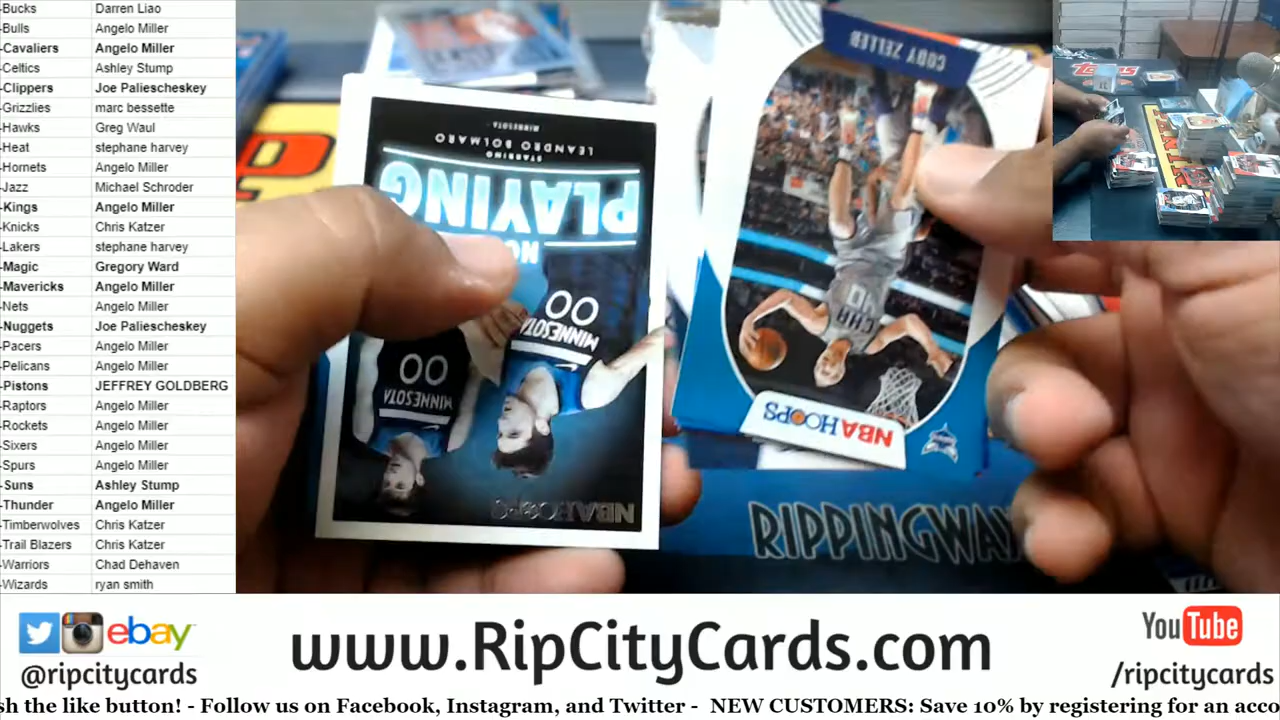 -Bucks Darren Liao
-Bulls Angelo Miller
-Cavaliers Angelo Miller
-Celtics Ashley Stump
-Clippers Joe Paliescheskey
-Grizzlies marc bessette
-Hawks Greg Waul
-Heat stephane harvey
-Hornets Angelo Miller
-Jazz Michael Schroder
-Kings Angelo Miller
-Knicks Chris Katzer
-Lakers stephane harvey
-Magic Gregory Ward
-Mavericks Angelo Miller
-Nets Angelo Miller
-Nuggets Joe Paliescheskey
-Pacers Angelo Miller
-Pelicans Angelo Miller
-Pistons JEFFREY GOLDBERG
-Raptors Angelo Miller
-Rockets Angelo Miller
-Sixers Angelo Miller
-Spurs Angelo Miller
-Suns Ashley Stump
-Thunder Angelo Miller
-Timberwolves Chris Katzer
-Trail Blazers Chris Katzer
-Warriors Chad Dehaven
-Wizards ryan smith
MINNESOTA
STARRING
LEANDRO BOLMARO
PLAYING
MINNESOTA
00
MINNESOTA
00
NBA HOOPS
CODY ZELLER
CHA
40
NBA HOOPS
Topps
RIPPINGWAX
ebay
@ripcitycards
www.RipCityCards.com
YouTube
/ripcitycards
the like button! - Follow us on Facebook, Instagram, and Twitter - NEW CUSTOMERS: Save 10% by registering for an